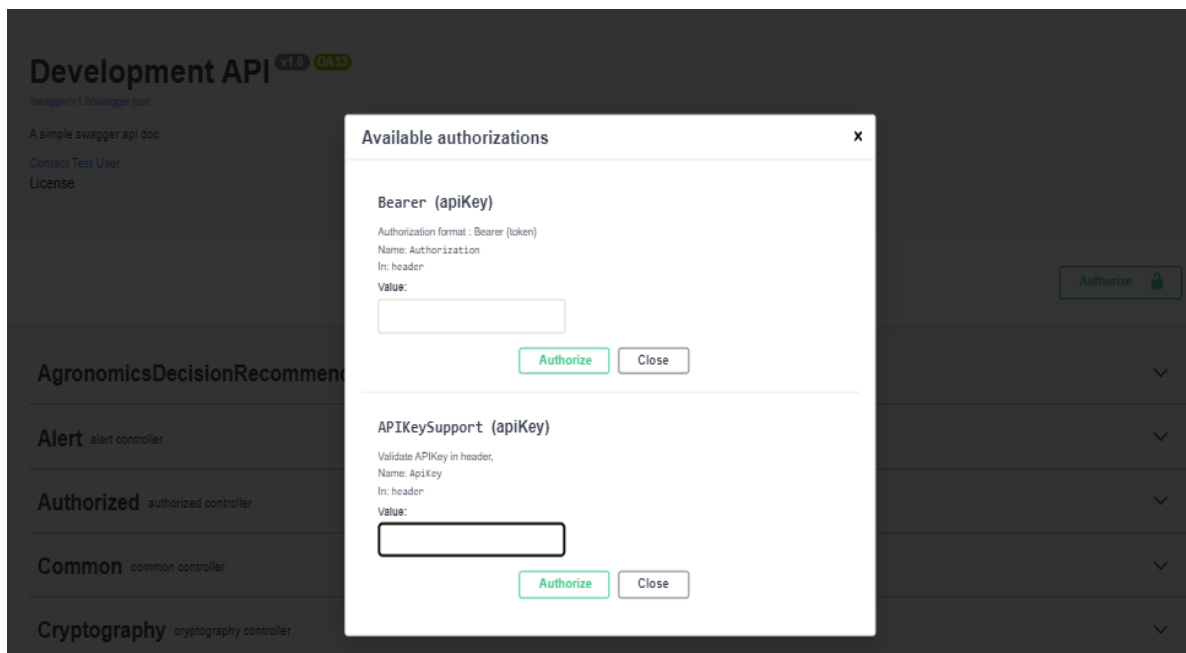 Development API v1.0 OAS3
/swagger/v1.0/swagger.json
A simple swagger api doc
Contact Test User
License
Authorize
Available authorizations x
Bearer (apiKey)
Authorization format : Bearer {token}
Name: Authorization
In: header
Value:
Authorize Close
APIKeySupport (apiKey)
Validate APIKey in header,
Name: ApiKey
In: header
Value:
Authorize Close
AgronomicsDecisionRecommend
Alert alert controller
Authorized authorized controller
Common common controller
Cryptography cryptography controller